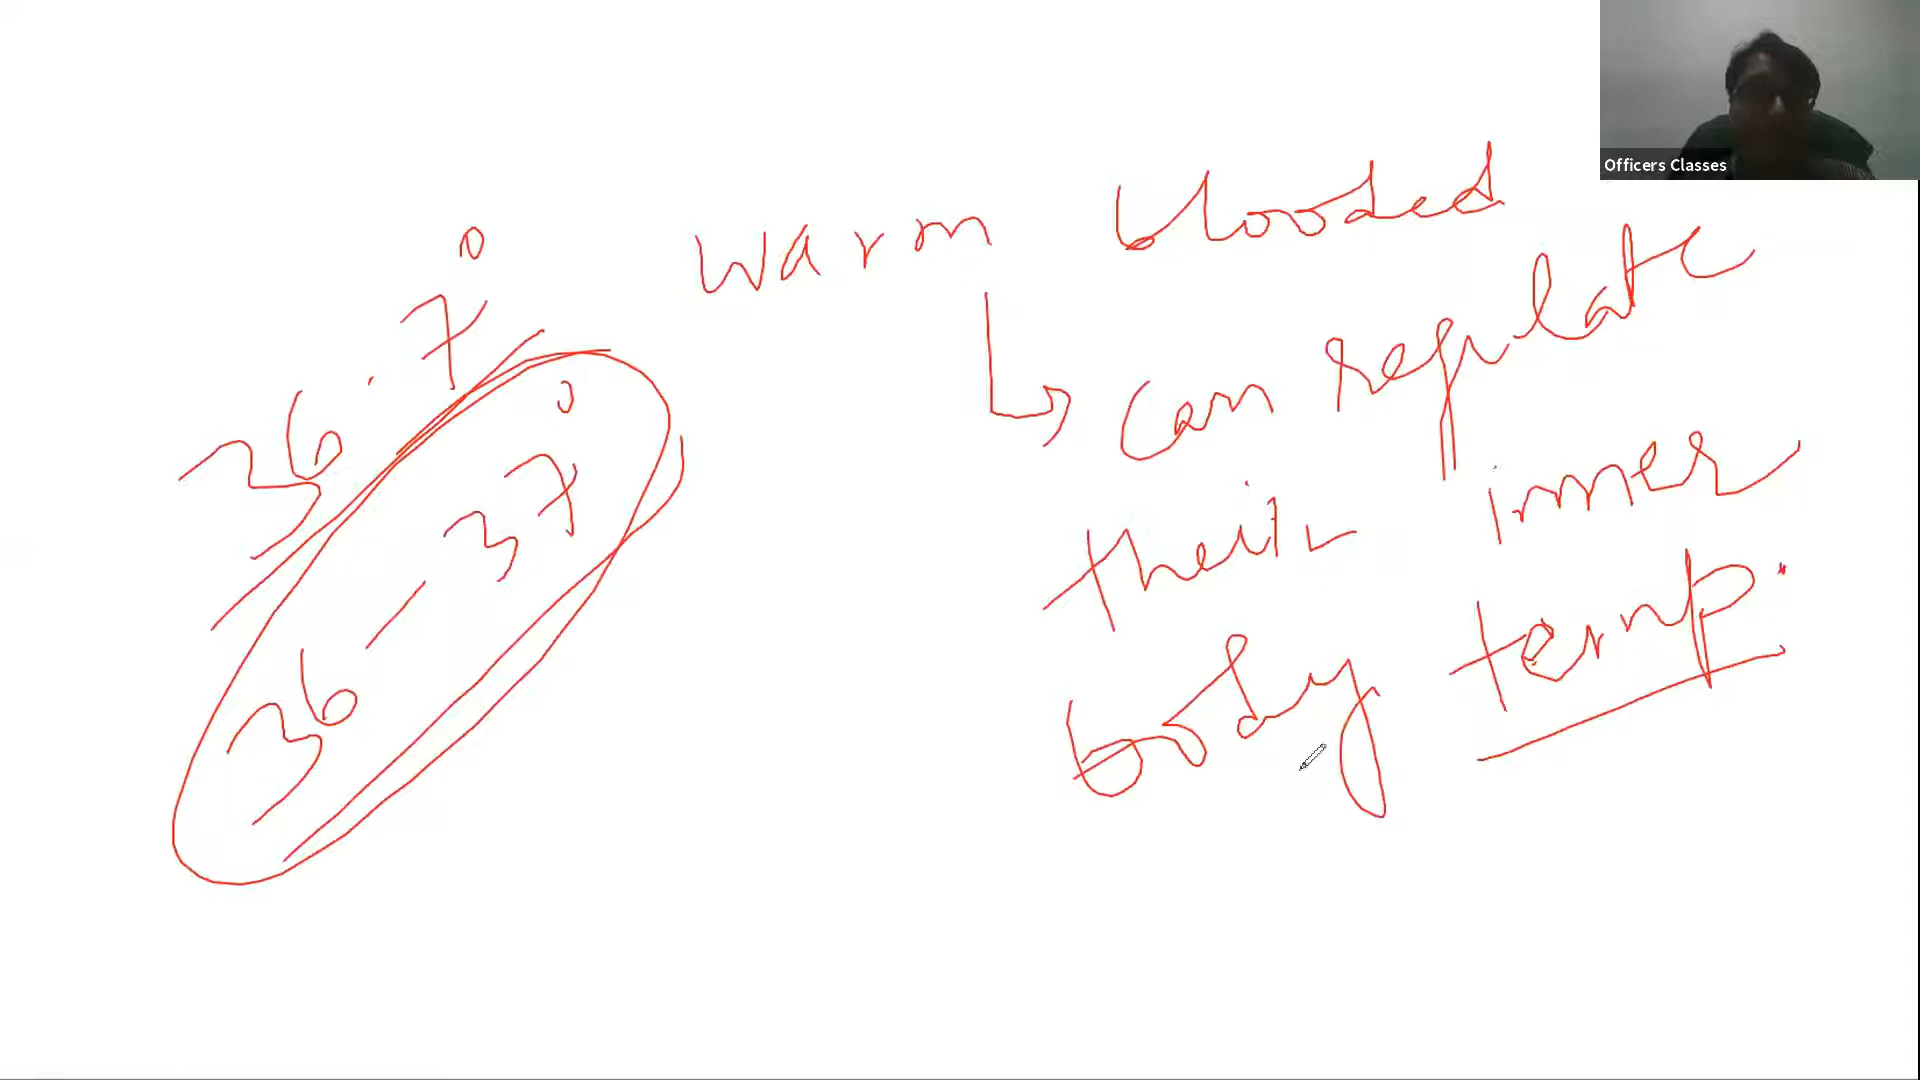 Officers Classes
warm blooded
↳ can regulate
their inner
body temp.
36.7°
36 - 37°